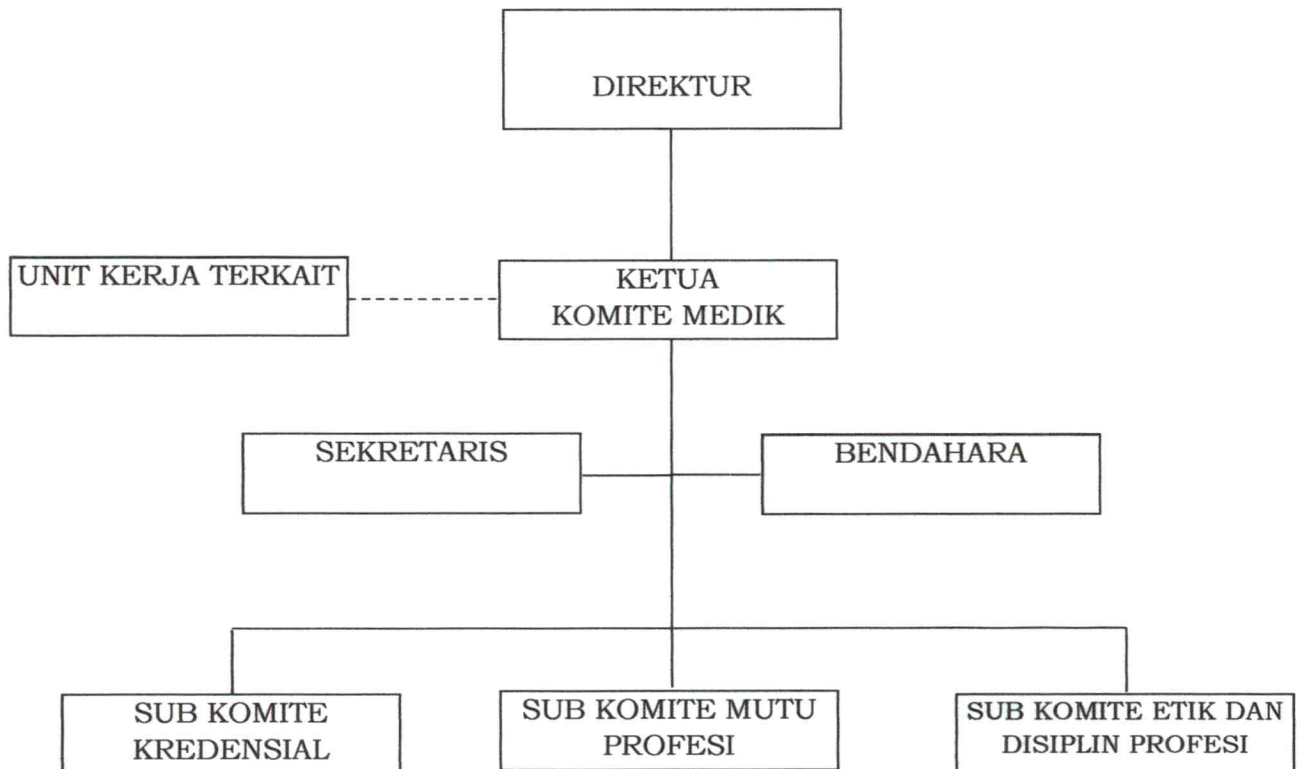 DIREKTUR
UNIT KERJA TERKAIT
KETUA
KOMITE MEDIK
SEKRETARIS
BENDAHARA
SUB KOMITE
KREDENSIAL
SUB KOMITE MUTU
PROFESI
SUB KOMITE ETIK DAN
DISIPLIN PROFESI